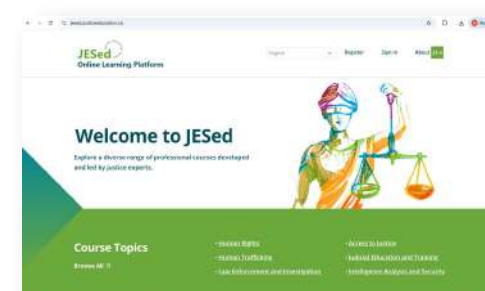 JESed
Online Learning Platform
English
Register
Sign in
About
Welcome to JESed
Explore a diverse range of professional courses developed
and led by justice experts.
Course Topics
Browse All
• Human Rights
• Human Trafficking
• Law Enforcement and Investigation
• Access to Justice
• Judicial Education and Training
• Intelligence Analysis and Security